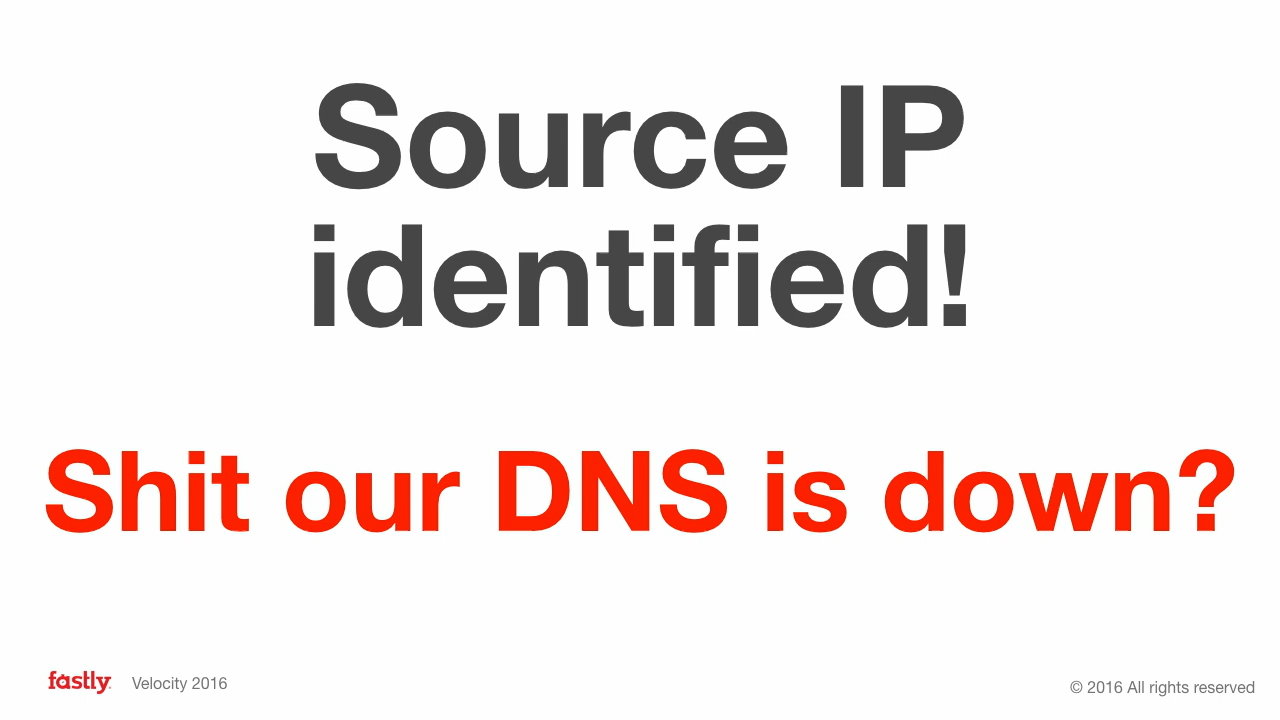 Source IP
identified!
Shit our DNS is down?
fastly Velocity 2016
© 2016 All rights reserved